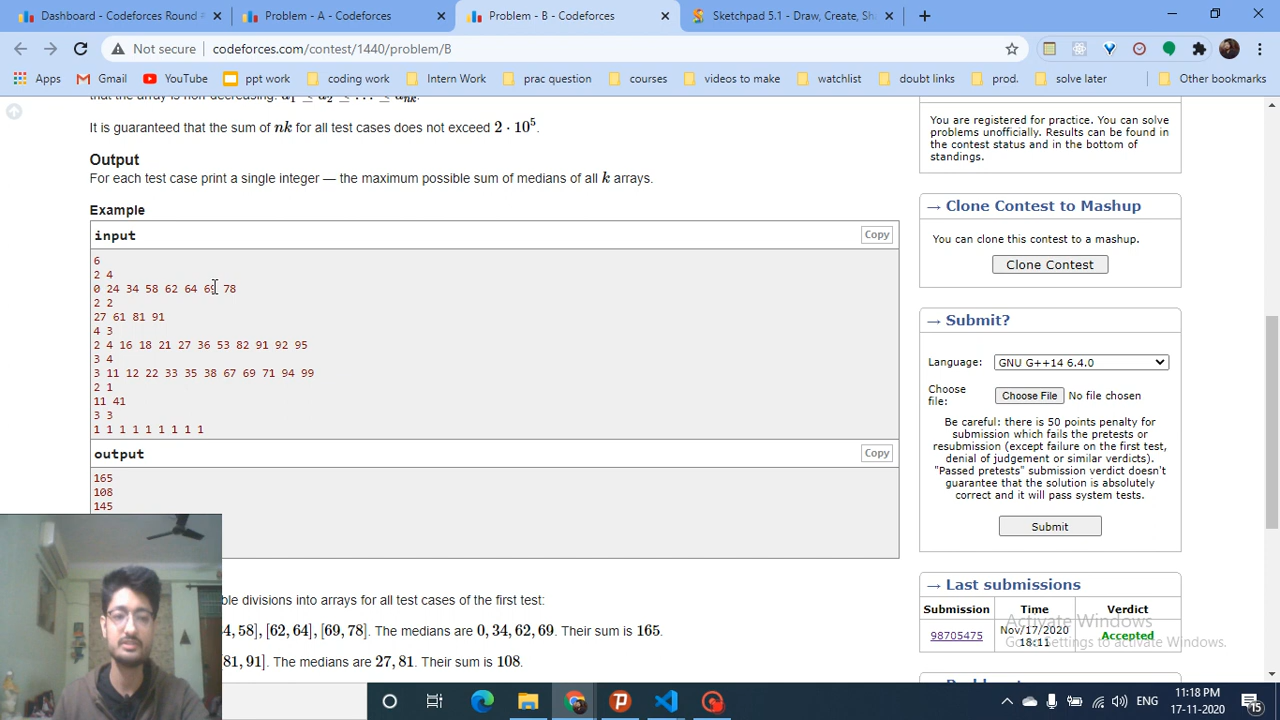 Dashboard - Codeforces Round #
Problem - A - Codeforces
Problem - B - Codeforces
Sketchpad 5.1 - Draw, Create, Sh
Not secure
codeforces.com/contest/1440/problem/B
Apps
Gmail
YouTube
ppt work
coding work
Intern Work
prac question
courses
videos to make
watchlist
doubt links
prod.
solve later
Other bookmarks
that the array is non-decreasing: a1 ≤ a2 ≤ ... ≤ ank.
It is guaranteed that the sum of nk for all test cases does not exceed 2 · 10^5.
Output
For each test case print a single integer — the maximum possible sum of medians of all k arrays.
Example
input
Copy
6
2 4
0 24 34 58 62 64 69 78
2 2
27 61 81 91
4 3
2 4 16 18 21 27 36 53 82 91 92 95
3 4
3 11 12 22 33 35 38 67 69 71 94 99
2 1
11 41
3 3
1 1 1 1 1 1 1 1 1
output
Copy
165
108
145
ble divisions into arrays for all test cases of the first test:
4, 58], [62, 64], [69, 78]. The medians are 0, 34, 62, 69. Their sum is 165.
[81, 91]. The medians are 27, 81. Their sum is 108.
You are registered for practice. You can solve
problems unofficially. Results can be found in
the contest status and in the bottom of
standings.
→ Clone Contest to Mashup
You can clone this contest to a mashup.
Clone Contest
→ Submit?
Language:
GNU G++14 6.4.0
Choose
file:
Choose File
No file chosen
Be careful: there is 50 points penalty for
submission which fails the pretests or
resubmission (except failure on the first test,
denial of judgement or similar verdicts).
"Passed pretests" submission verdict doesn't
guarantee that the solution is absolutely
correct and it will pass system tests.
Submit
→ Last submissions
Submission
Time
Verdict
98705475
Nov/17/2020
18:11
Accepted
Activate Windows
Go to Settings to activate Windows.
ENG
11:18 PM
17-11-2020
15